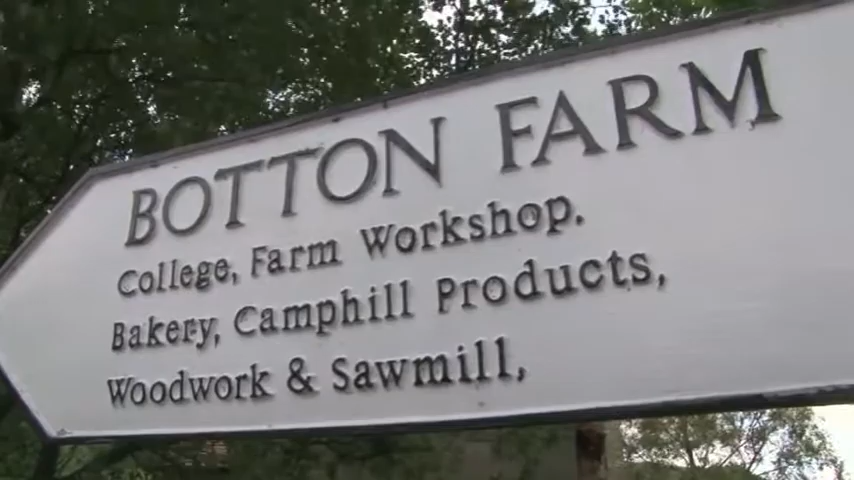 BOTTON FARM
College, Farm Workshop.
Bakery, Camphill Products,
Woodwork & Sawmill,